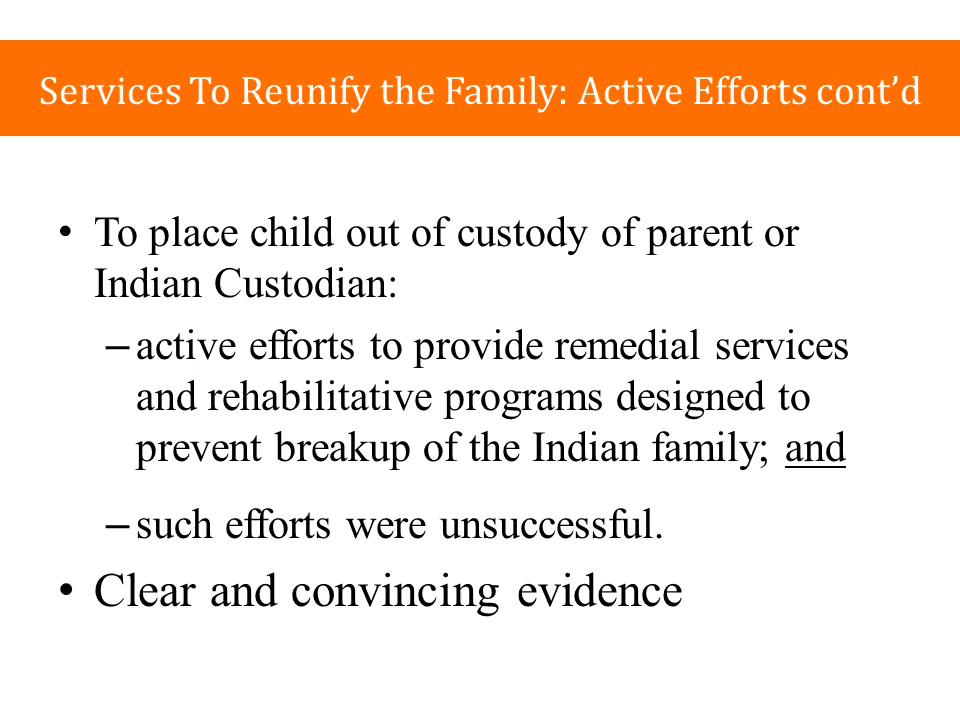 Services To Reunify the Family: Active Efforts cont’d
• To place child out of custody of parent or
Indian Custodian:
– active efforts to provide remedial services
and rehabilitative programs designed to
prevent breakup of the Indian family; and
– such efforts were unsuccessful.
• Clear and convincing evidence